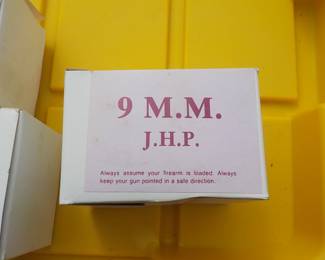 9 M.M.
J.H.P.
Always assume your firearm is loaded. Always
keep your gun pointed in a safe direction.